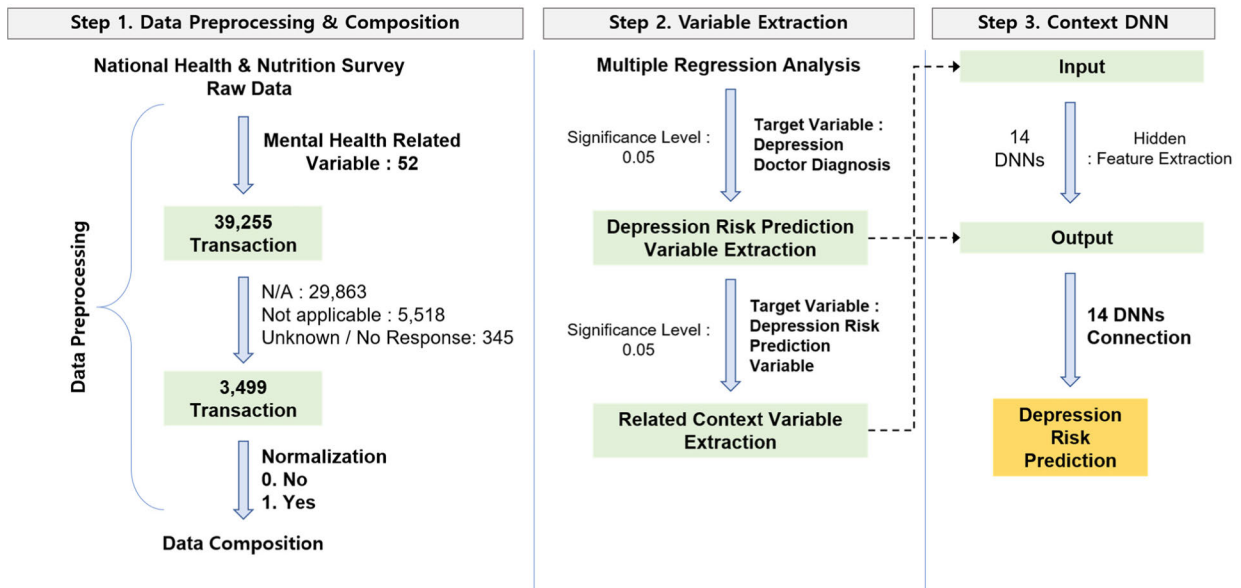 Step 1. Data Preprocessing & Composition
National Health & Nutrition Survey
Raw Data
Mental Health Related
Variable : 52
39,255
Transaction
N/A : 29,863
Not applicable : 5,518
Unknown / No Response: 345
3,499
Transaction
Normalization
0. No
1. Yes
Data Composition
Data Preprocessing
Step 2. Variable Extraction
Multiple Regression Analysis
Significance Level :
0.05
Target Variable :
Depression
Doctor Diagnosis
Depression Risk Prediction
Variable Extraction
Significance Level :
0.05
Target Variable :
Depression Risk
Prediction
Variable
Related Context Variable
Extraction
Step 3. Context DNN
Input
14
DNNs
Hidden
: Feature Extraction
Output
14 DNNs
Connection
Depression
Risk
Prediction